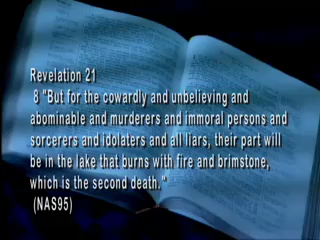 Revelation 21
8 "But for the cowardly and unbelieving and
abominable and murderers and immoral persons and
sorcerers and idolaters and all liars, their part will
be in the lake that burns with fire and brimstone,
which is the second death."
(NAS95)